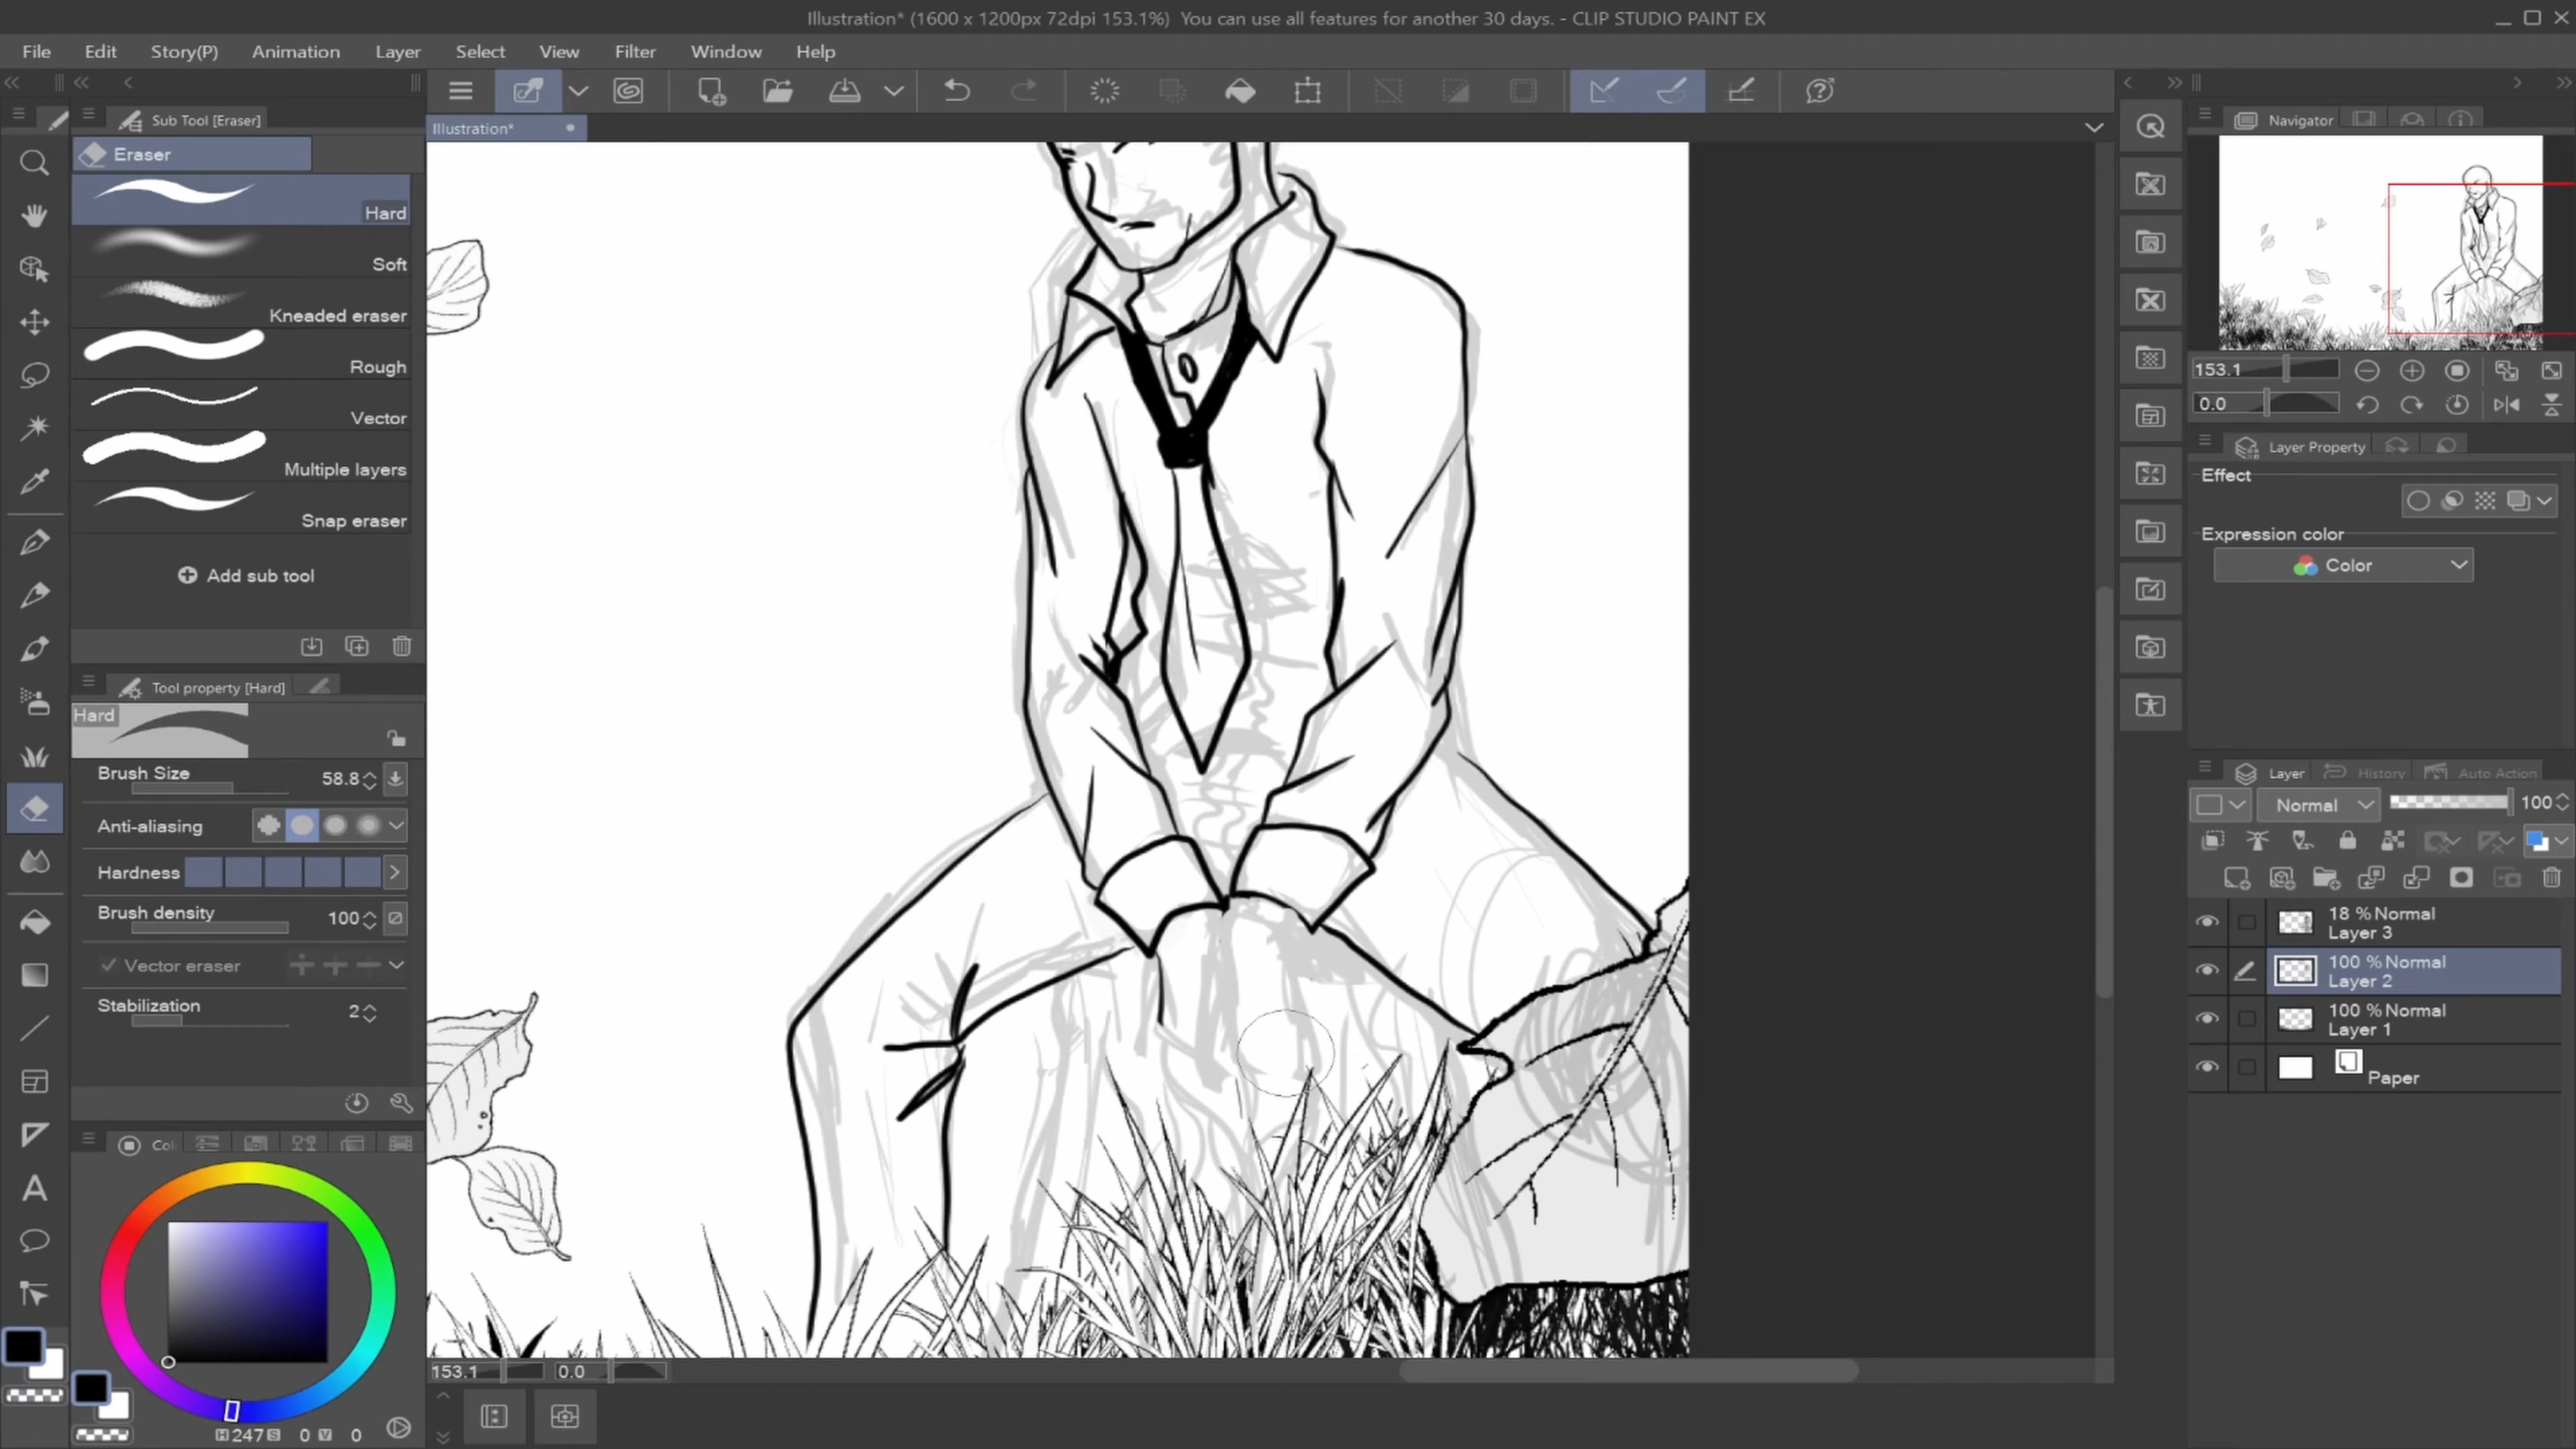 Illustration* (1600 x 1200px 72dpi 153.1%) You can use all features for another 30 days. - CLIP STUDIO PAINT EX
File Edit Story(P) Animation Layer Select View Filter Window Help
Sub Tool [Eraser]
Eraser
Hard
Soft
Kneaded eraser
Rough
Vector
Multiple layers
Snap eraser
Add sub tool
Tool property [Hard]
Hard
Brush Size 58.8
Anti-aliasing
Hardness
Brush density 100
Vector eraser
Stabilization 2
Col
H 247 S 0 V 0
Illustration*
153.1 0.0
Navigator
153.1
0.0
Layer Property
Effect
Expression color
Color
Layer History Auto Action
Normal 100
18 % Normal
Layer 3
100 % Normal
Layer 2
100 % Normal
Layer 1
Paper